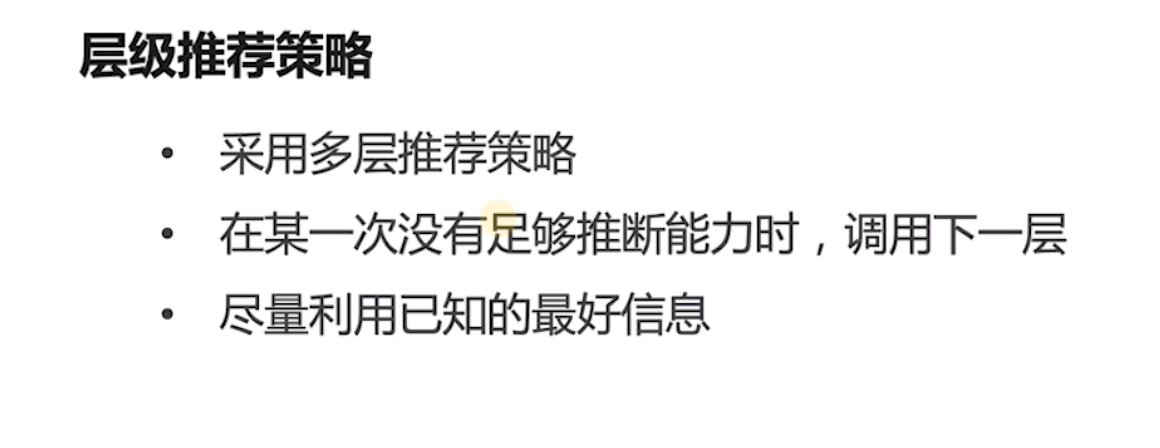 层级推荐策略
• 采用多层推荐策略
• 在某一次没有足够推断能力时，调用下一层
• 尽量利用已知的最好信息